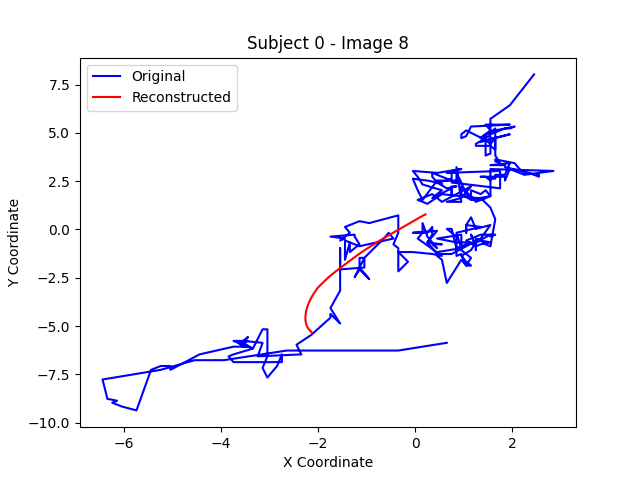 Subject 0 - Image 8
Original
Reconstructed
Y Coordinate
7.5
5.0
2.5
0.0
−2.5
−5.0
−7.5
−10.0
−6
−4
−2
0
2
X Coordinate